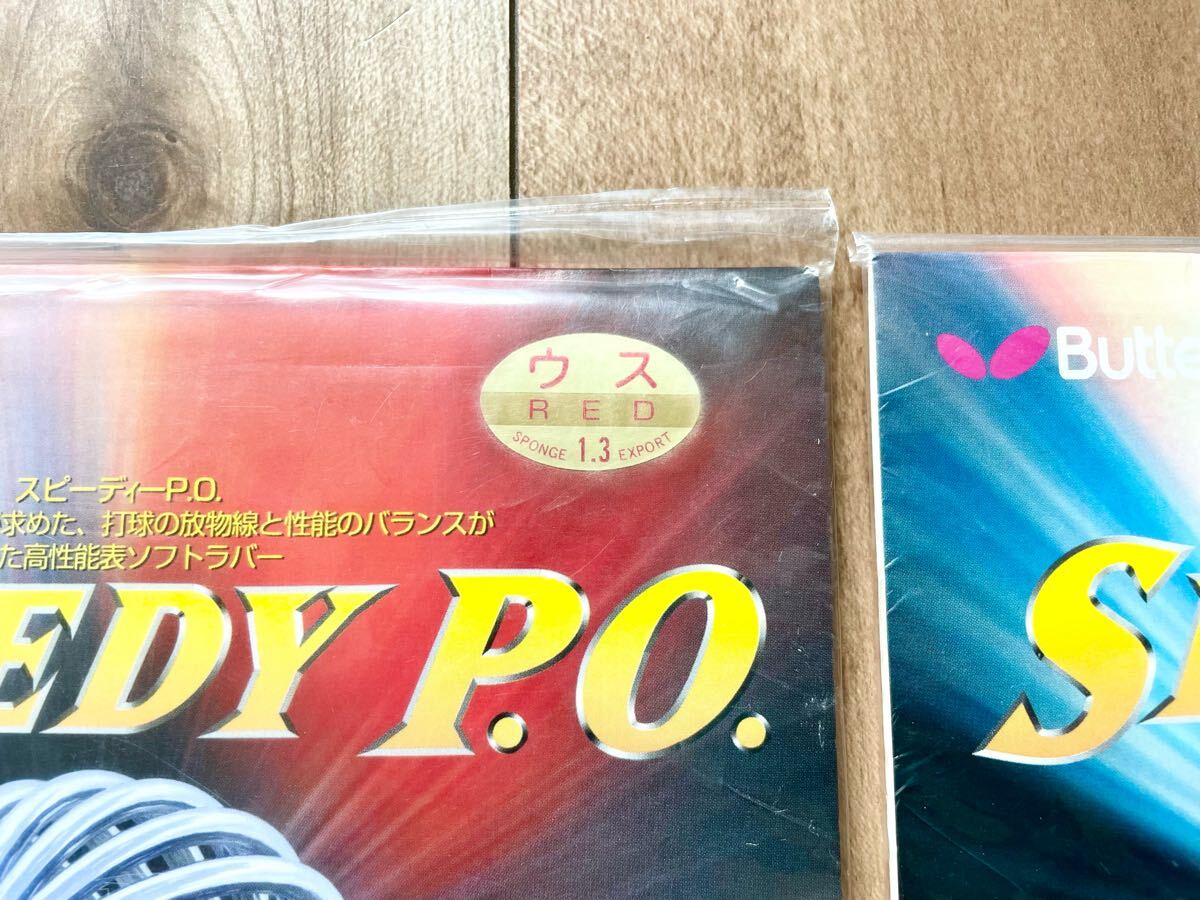 ウス
RED
SPONGE 1.3 EXPORT
スピーディーP.O.
求めた、打球の放物線と性能のバランスが
た高性能表ソフトラバー
EDY P.O.
Butte
S